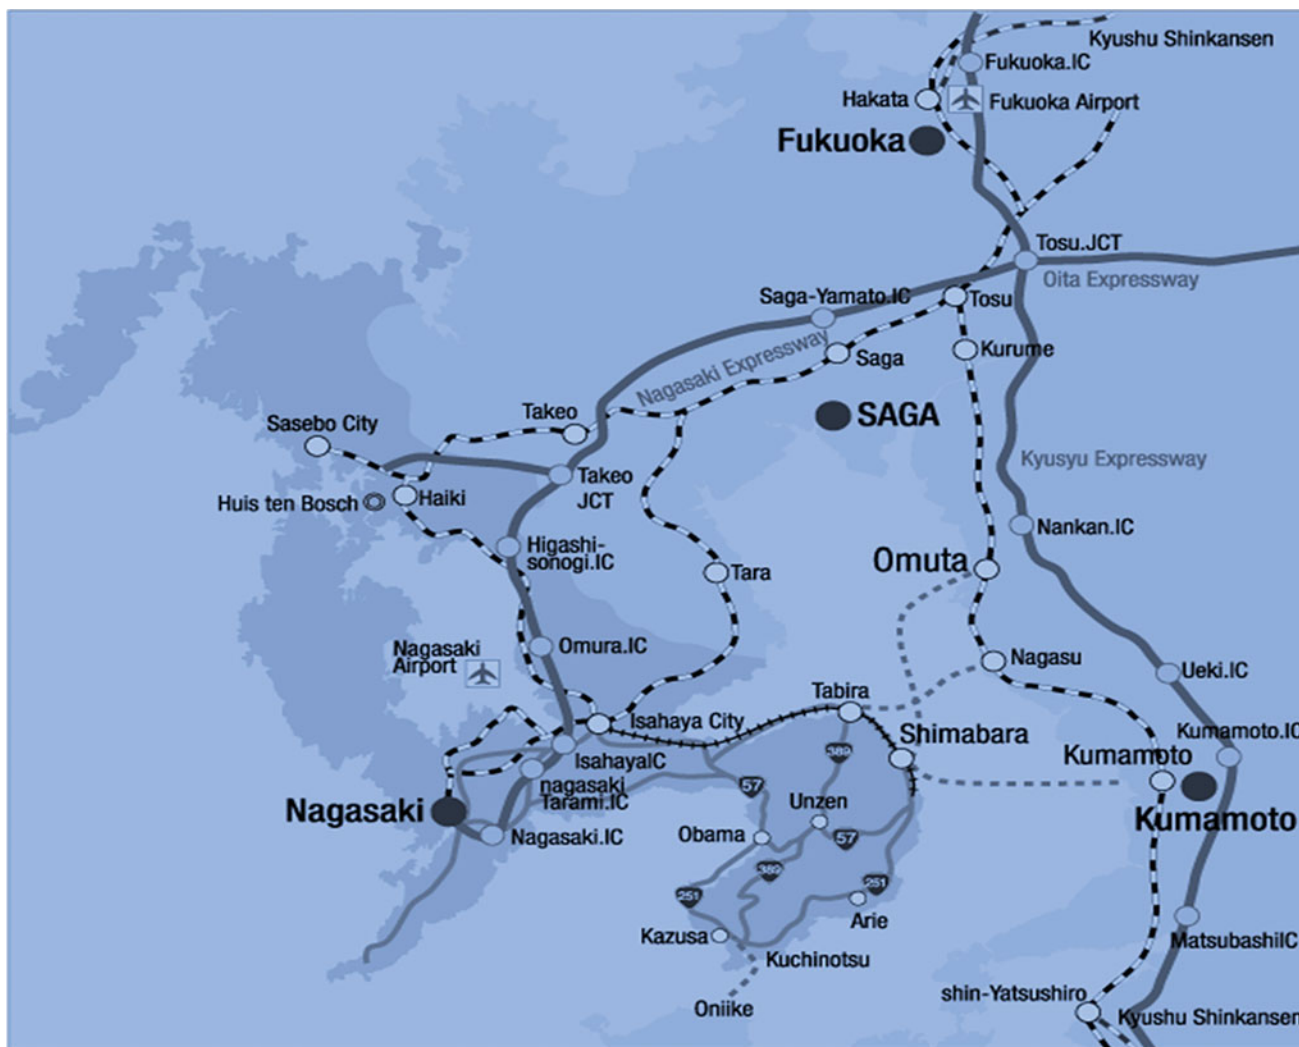 Kyushu Shinkansen
Fukuoka.IC
Hakata
Fukuoka Airport
Fukuoka
Tosu.JCT
Oita Expressway
Saga-Yamato.IC
Tosu
Nagasaki Expressway
Kurume
Saga
Takeo
SAGA
Sasebo City
Kyusyu Expressway
Takeo
JCT
Huis ten Bosch
Haiki
Nankan.IC
Higashi-
sonogi.IC
Omuta
Tara
Nagasaki
Airport
Omura.IC
Nagasu
Ueki.IC
Tabira
Isahaya City
Shimabara
Kumamoto.IC
389
Kumamoto
IsahayaIC
nagasaki
Tarami.IC
57
Nagasaki
Unzen
Kumamoto
Nagasaki.IC
Obama
57
389
251
251
Arie
Kazusa
MatsubashiIC
Kuchinotsu
shin-Yatsushiro
Oniike
Kyushu Shinkansen